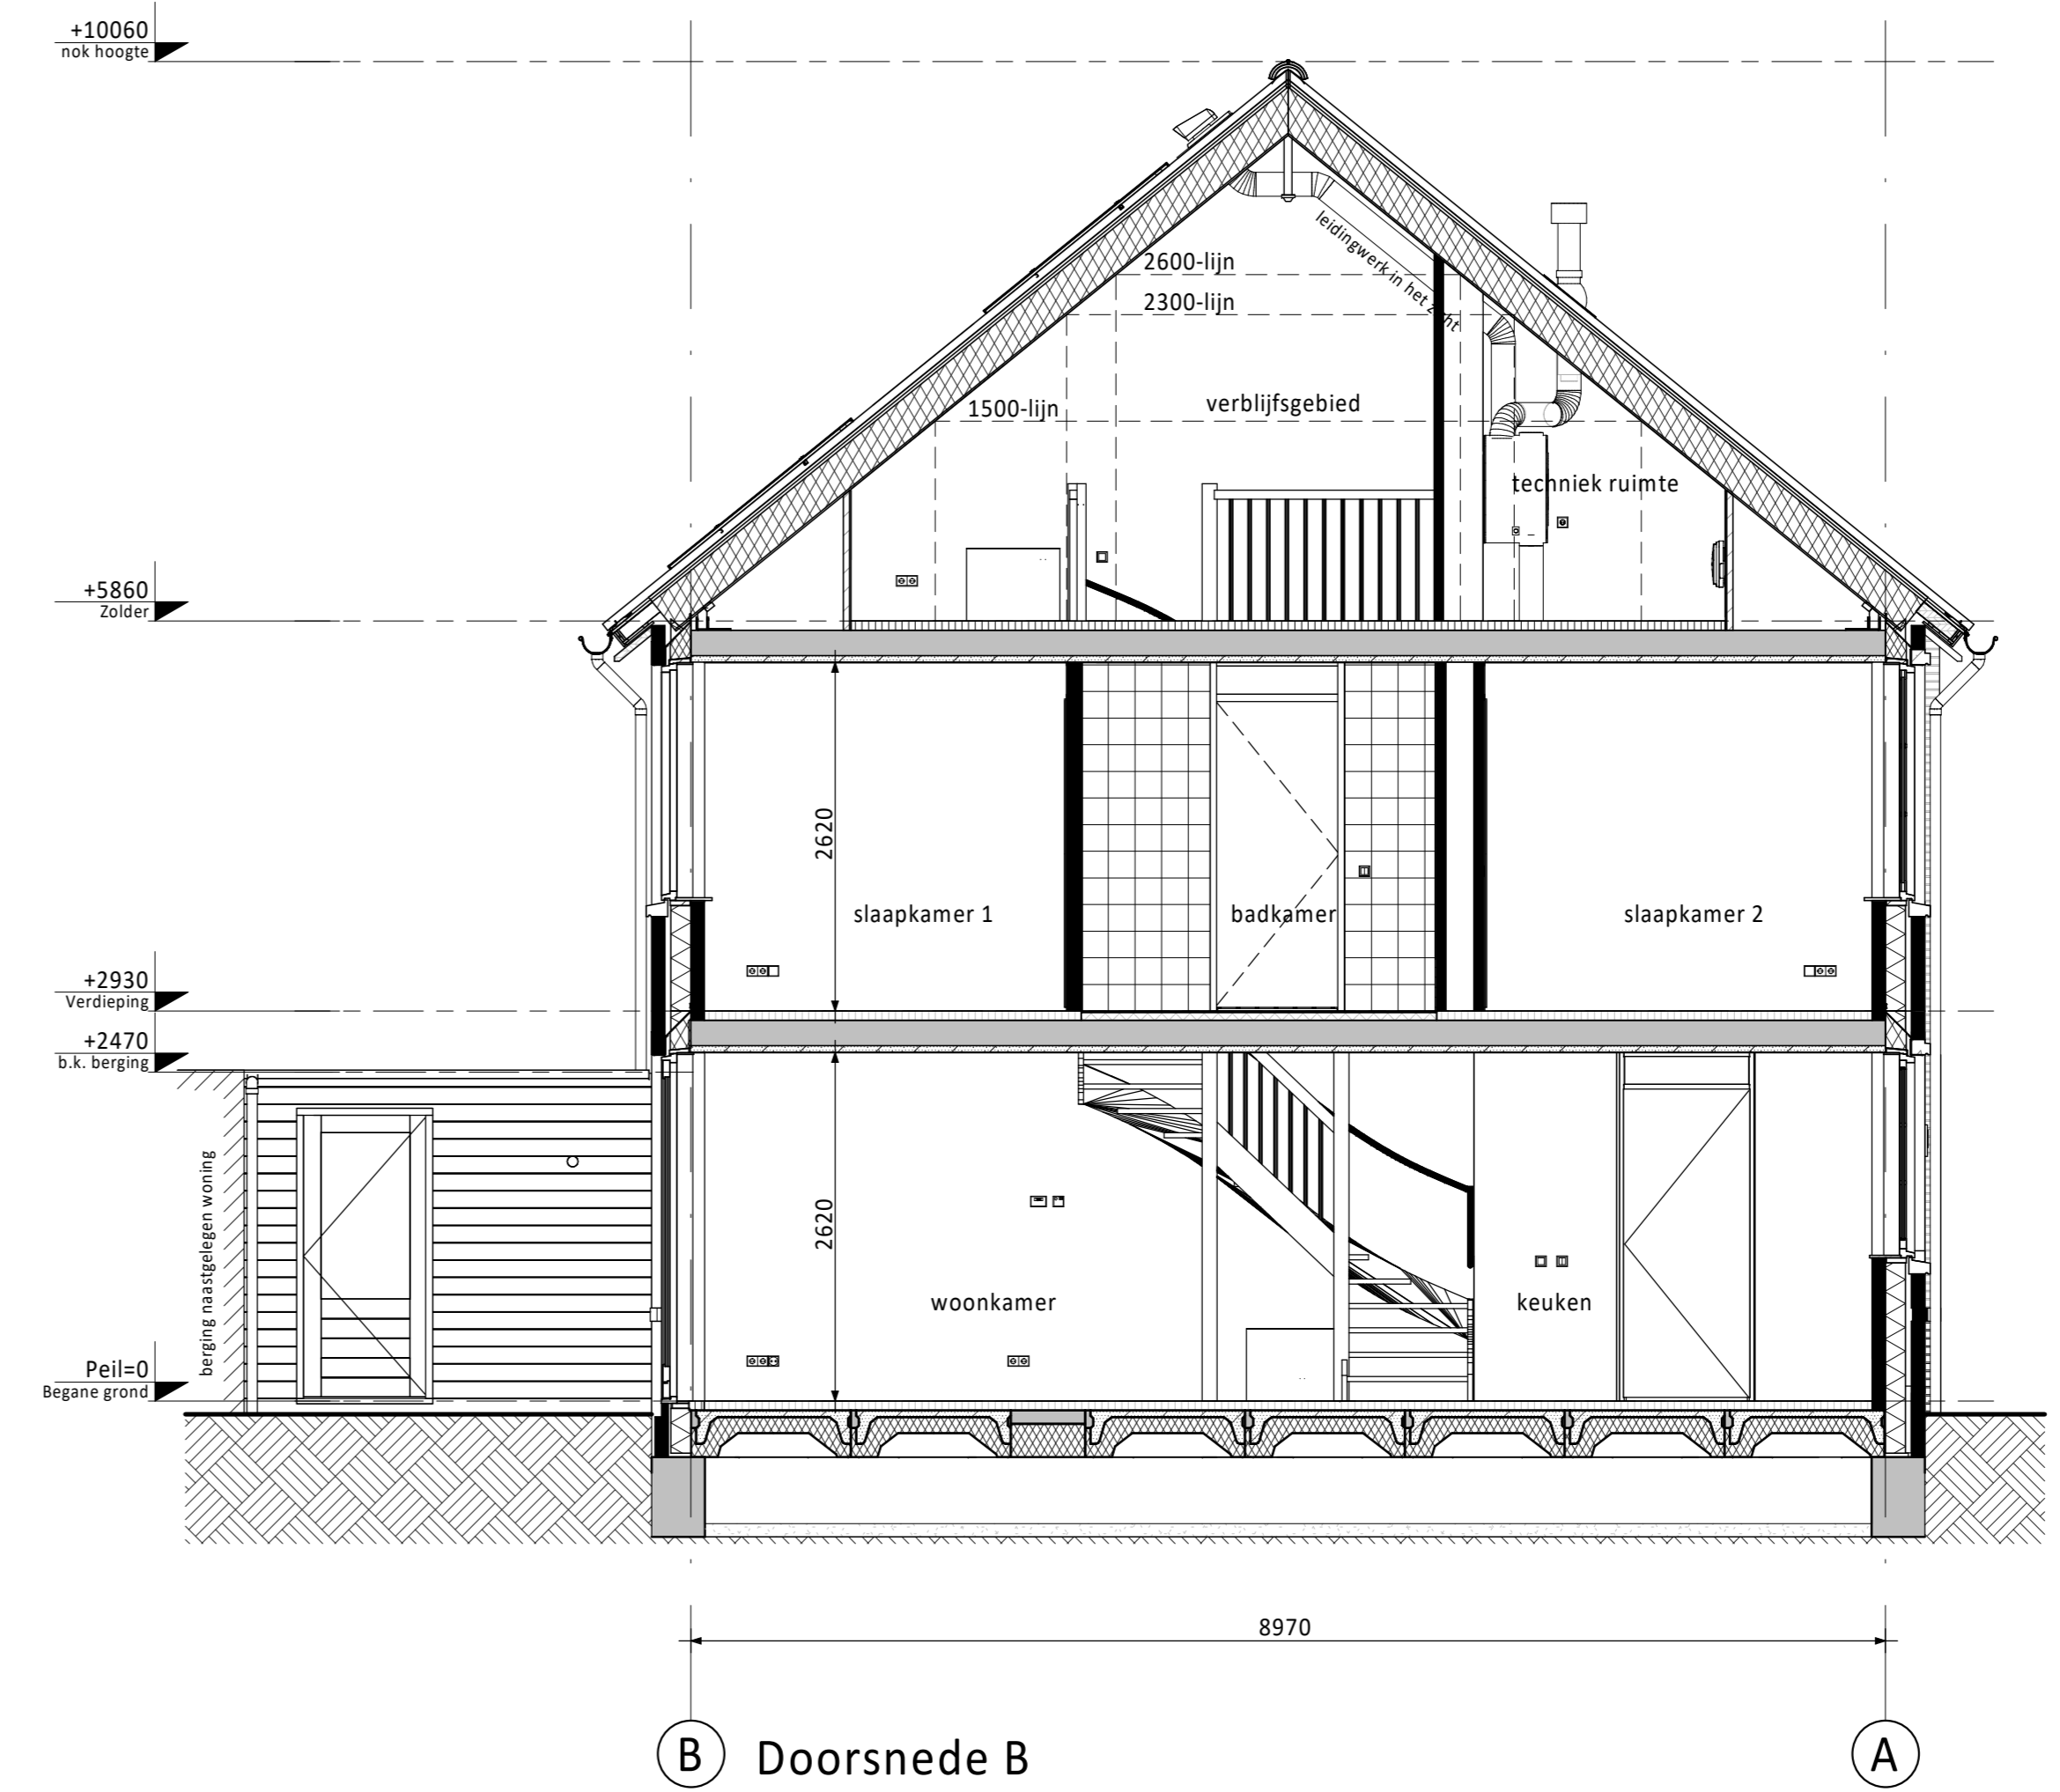 +10060
nok hoogte
2600-lijn
leidingwerk in het zicht
2300-lijn
1500-lijn
verblijfsgebied
techniek ruimte
+5860
Zolder
2620
slaapkamer 1
badkamer
slaapkamer 2
+2930
Verdieping
+2470
b.k. berging
berging naastgelegen woning
2620
woonkamer
keuken
Peil=0
Begane grond
8970
B
Doorsnede B
A